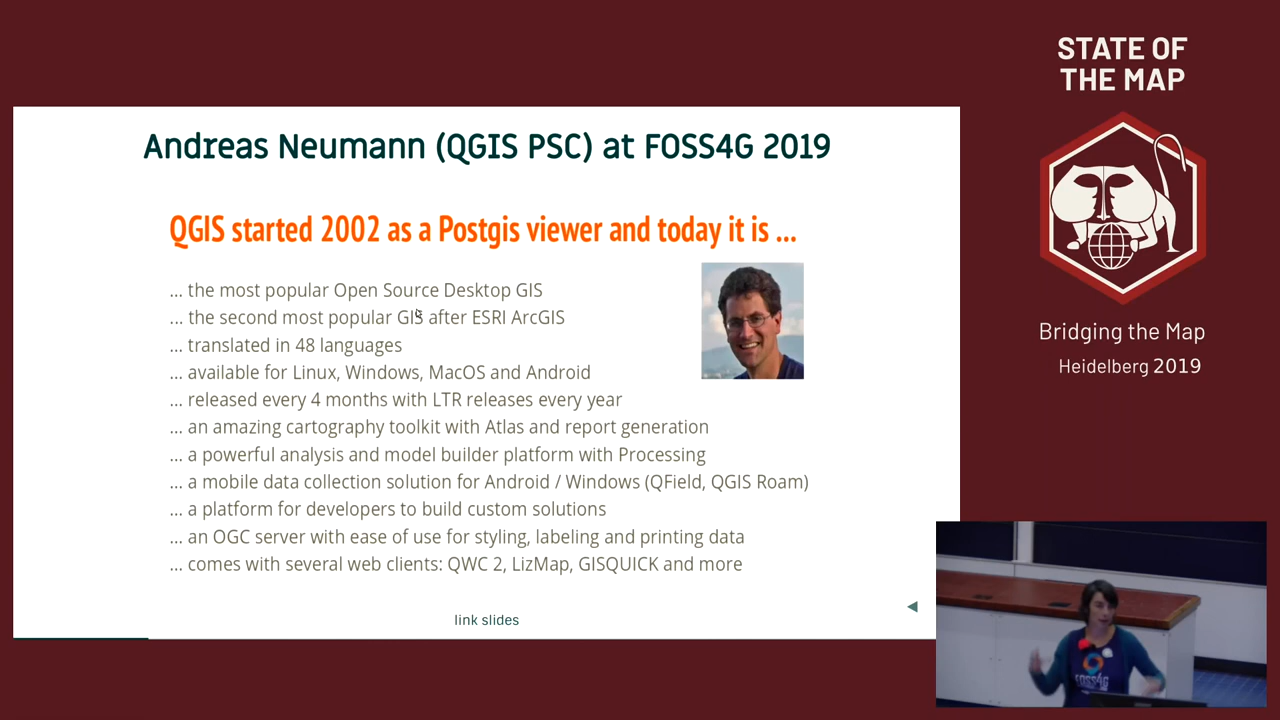 Andreas Neumann (QGIS PSC) at FOSS4G 2019
QGIS started 2002 as a Postgis viewer and today it is ...
... the most popular Open Source Desktop GIS
... the second most popular GIS after ESRI ArcGIS
... translated in 48 languages
... available for Linux, Windows, MacOS and Android
... released every 4 months with LTR releases every year
... an amazing cartography toolkit with Atlas and report generation
... a powerful analysis and model builder platform with Processing
... a mobile data collection solution for Android / Windows (QField, QGIS Roam)
... a platform for developers to build custom solutions
... an OGC server with ease of use for styling, labeling and printing data
... comes with several web clients: QWC 2, LizMap, GISQUICK and more
link slides
STATE OF
THE MAP
Bridging the Map
Heidelberg 2019
FOSS4G